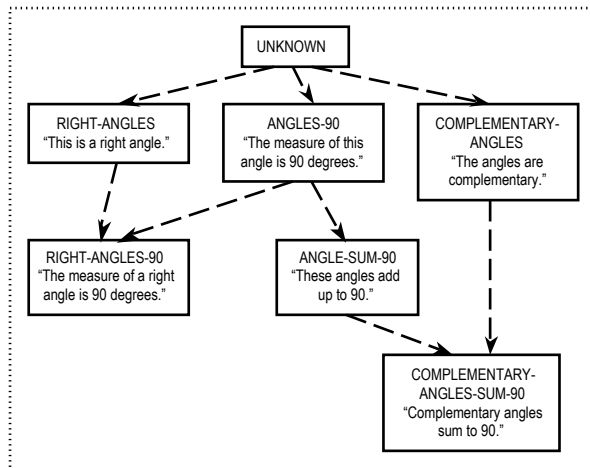 UNKNOWN
RIGHT-ANGLES
“This is a right angle.”
ANGLES-90
“The measure of this
angle is 90 degrees.”
COMPLEMENTARY-
ANGLES
“The angles are
complementary.”
RIGHT-ANGLES-90
“The measure of a right
angle is 90 degrees.”
ANGLE-SUM-90
“These angles add
up to 90.”
COMPLEMENTARY-
ANGLES-SUM-90
“Complementary angles
sum to 90.”